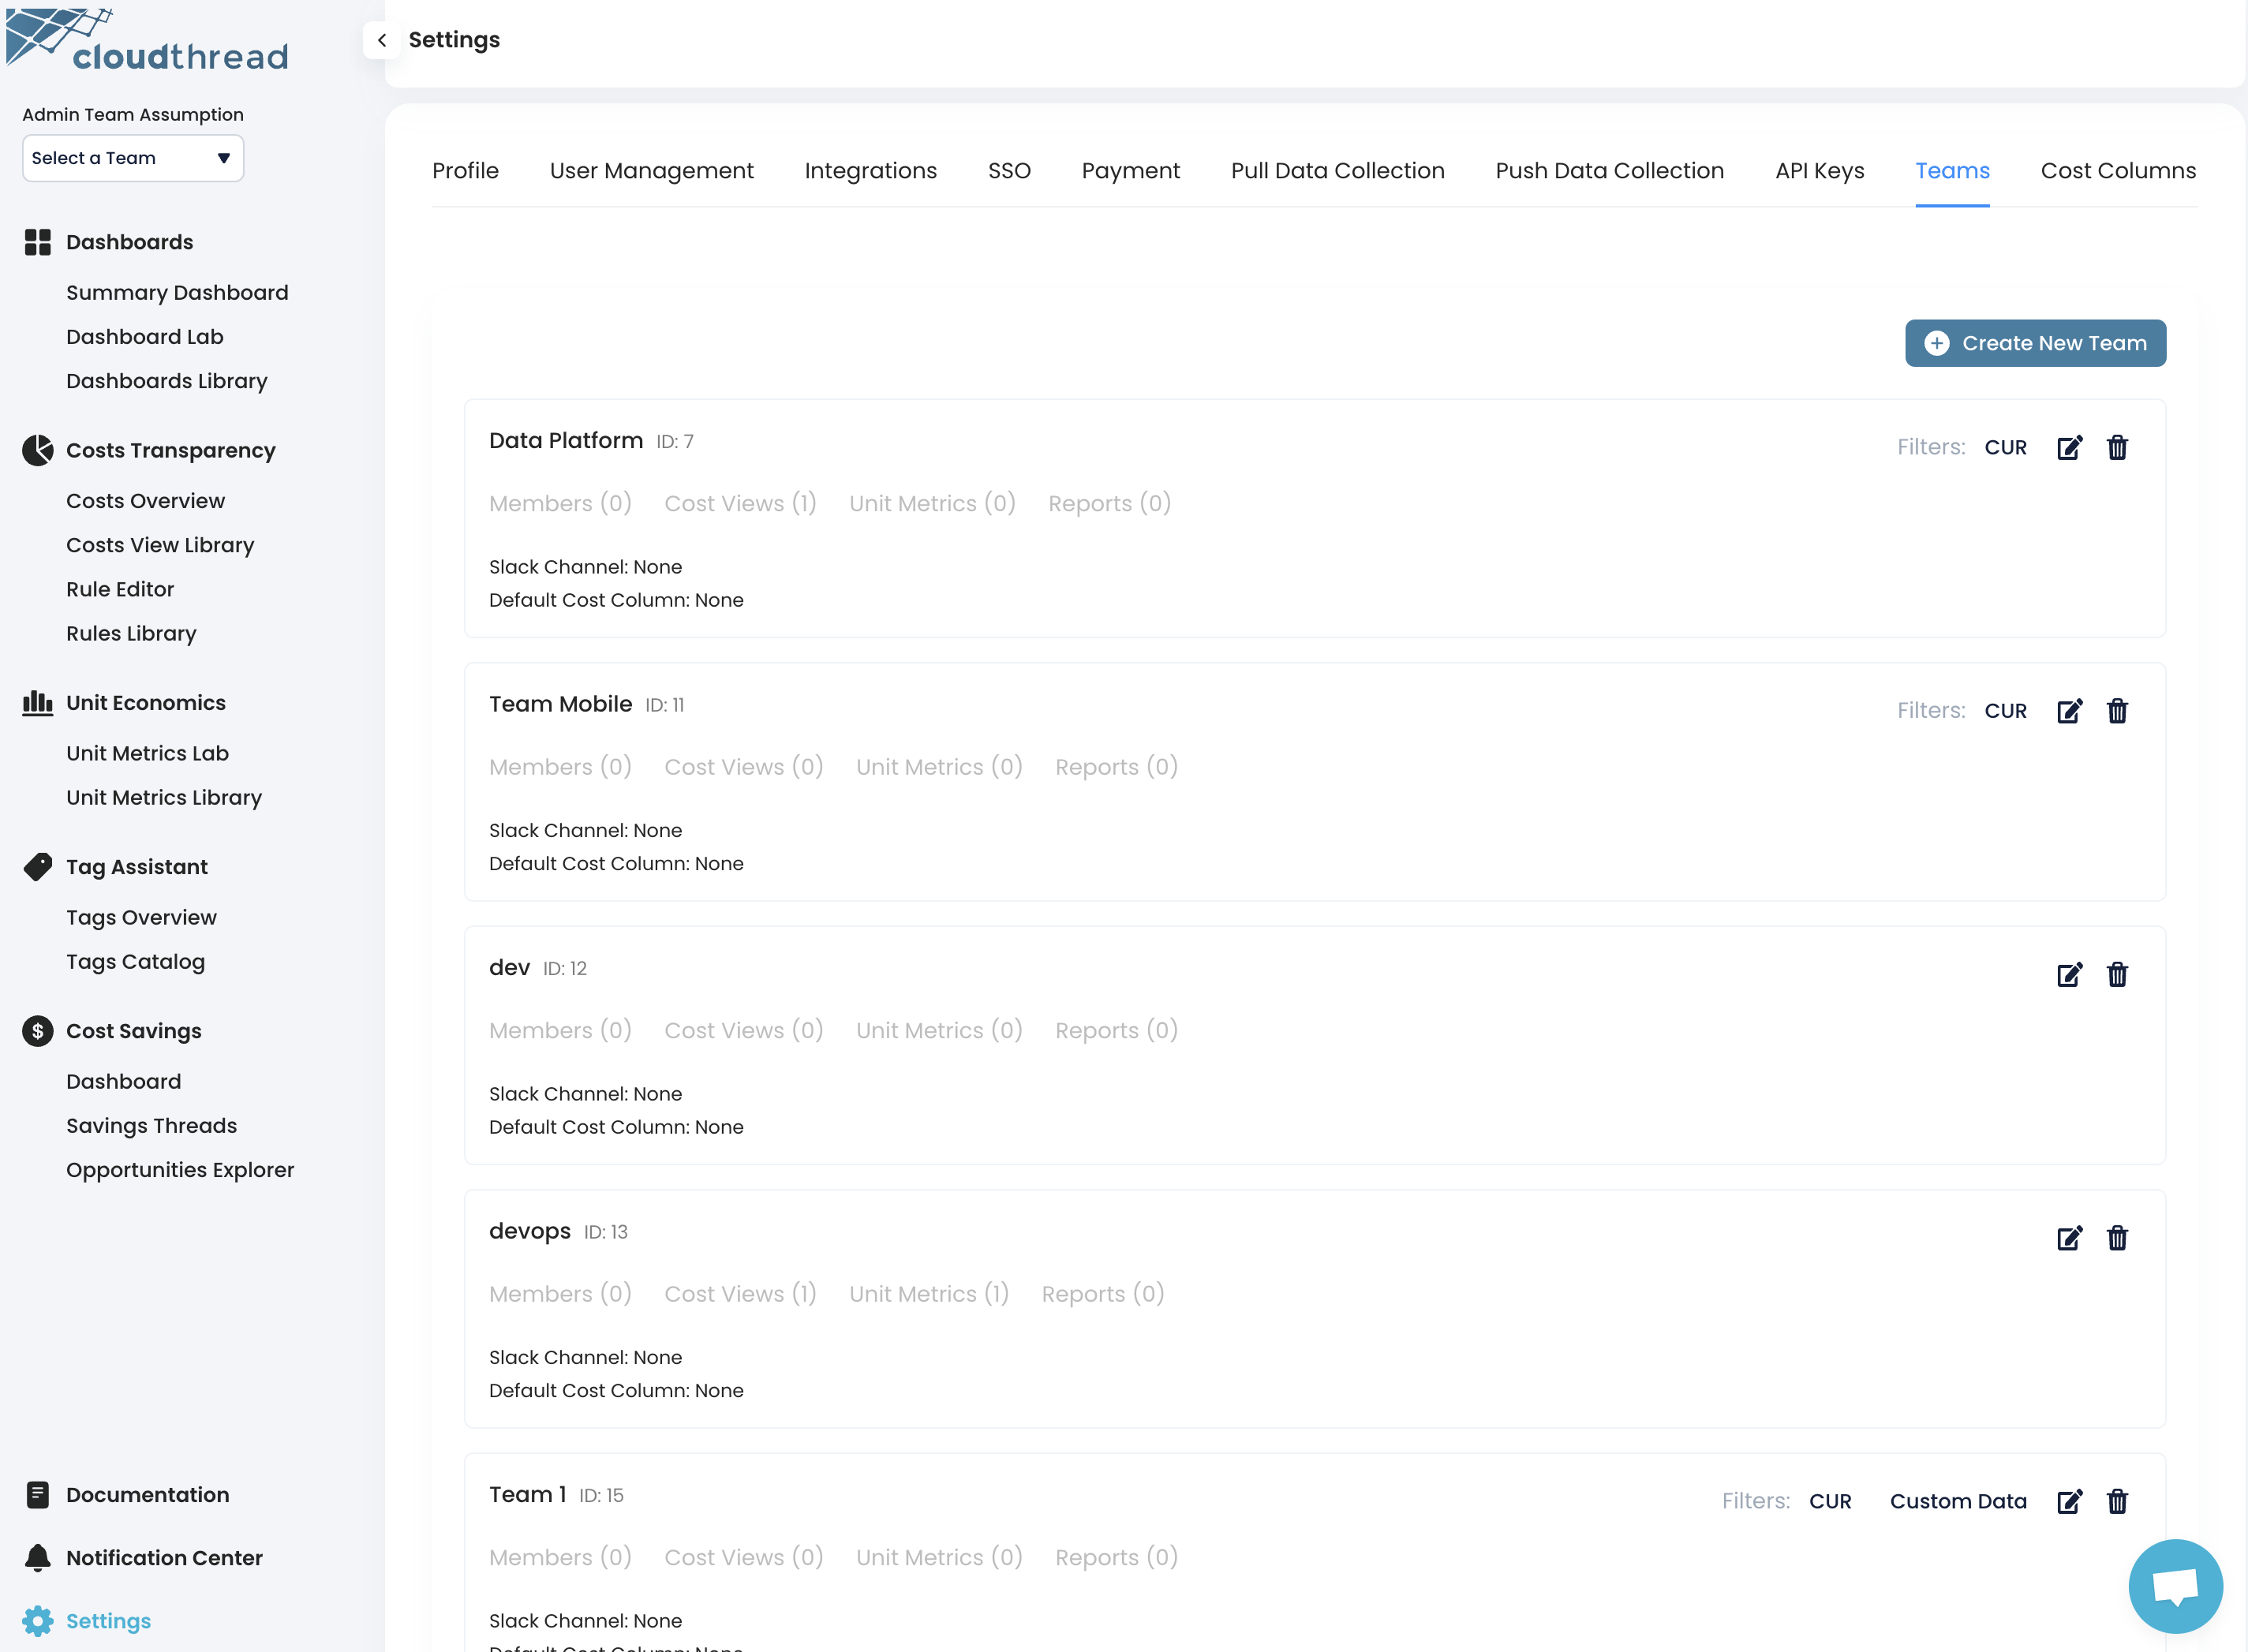 cloudthread
Settings
Admin Team Assumption
Select a Team
Dashboards
Summary Dashboard
Dashboard Lab
Dashboards Library
Costs Transparency
Costs Overview
Costs View Library
Rule Editor
Rules Library
Unit Economics
Unit Metrics Lab
Unit Metrics Library
Tag Assistant
Tags Overview
Tags Catalog
Cost Savings
Dashboard
Savings Threads
Opportunities Explorer
Documentation
Notification Center
Settings
Profile User Management Integrations SSO Payment Pull Data Collection Push Data Collection API Keys Teams Cost Columns
Create New Team
Data Platform ID: 7 Filters: CUR
Members (0) Cost Views (1) Unit Metrics (0) Reports (0)
Slack Channel: None
Default Cost Column: None
Team Mobile ID: 11 Filters: CUR
Members (0) Cost Views (0) Unit Metrics (0) Reports (0)
Slack Channel: None
Default Cost Column: None
dev ID: 12
Members (0) Cost Views (0) Unit Metrics (0) Reports (0)
Slack Channel: None
Default Cost Column: None
devops ID: 13
Members (0) Cost Views (1) Unit Metrics (1) Reports (0)
Slack Channel: None
Default Cost Column: None
Team 1 ID: 15 Filters: CUR Custom Data
Members (0) Cost Views (0) Unit Metrics (0) Reports (0)
Slack Channel: None
Default Cost Column: None